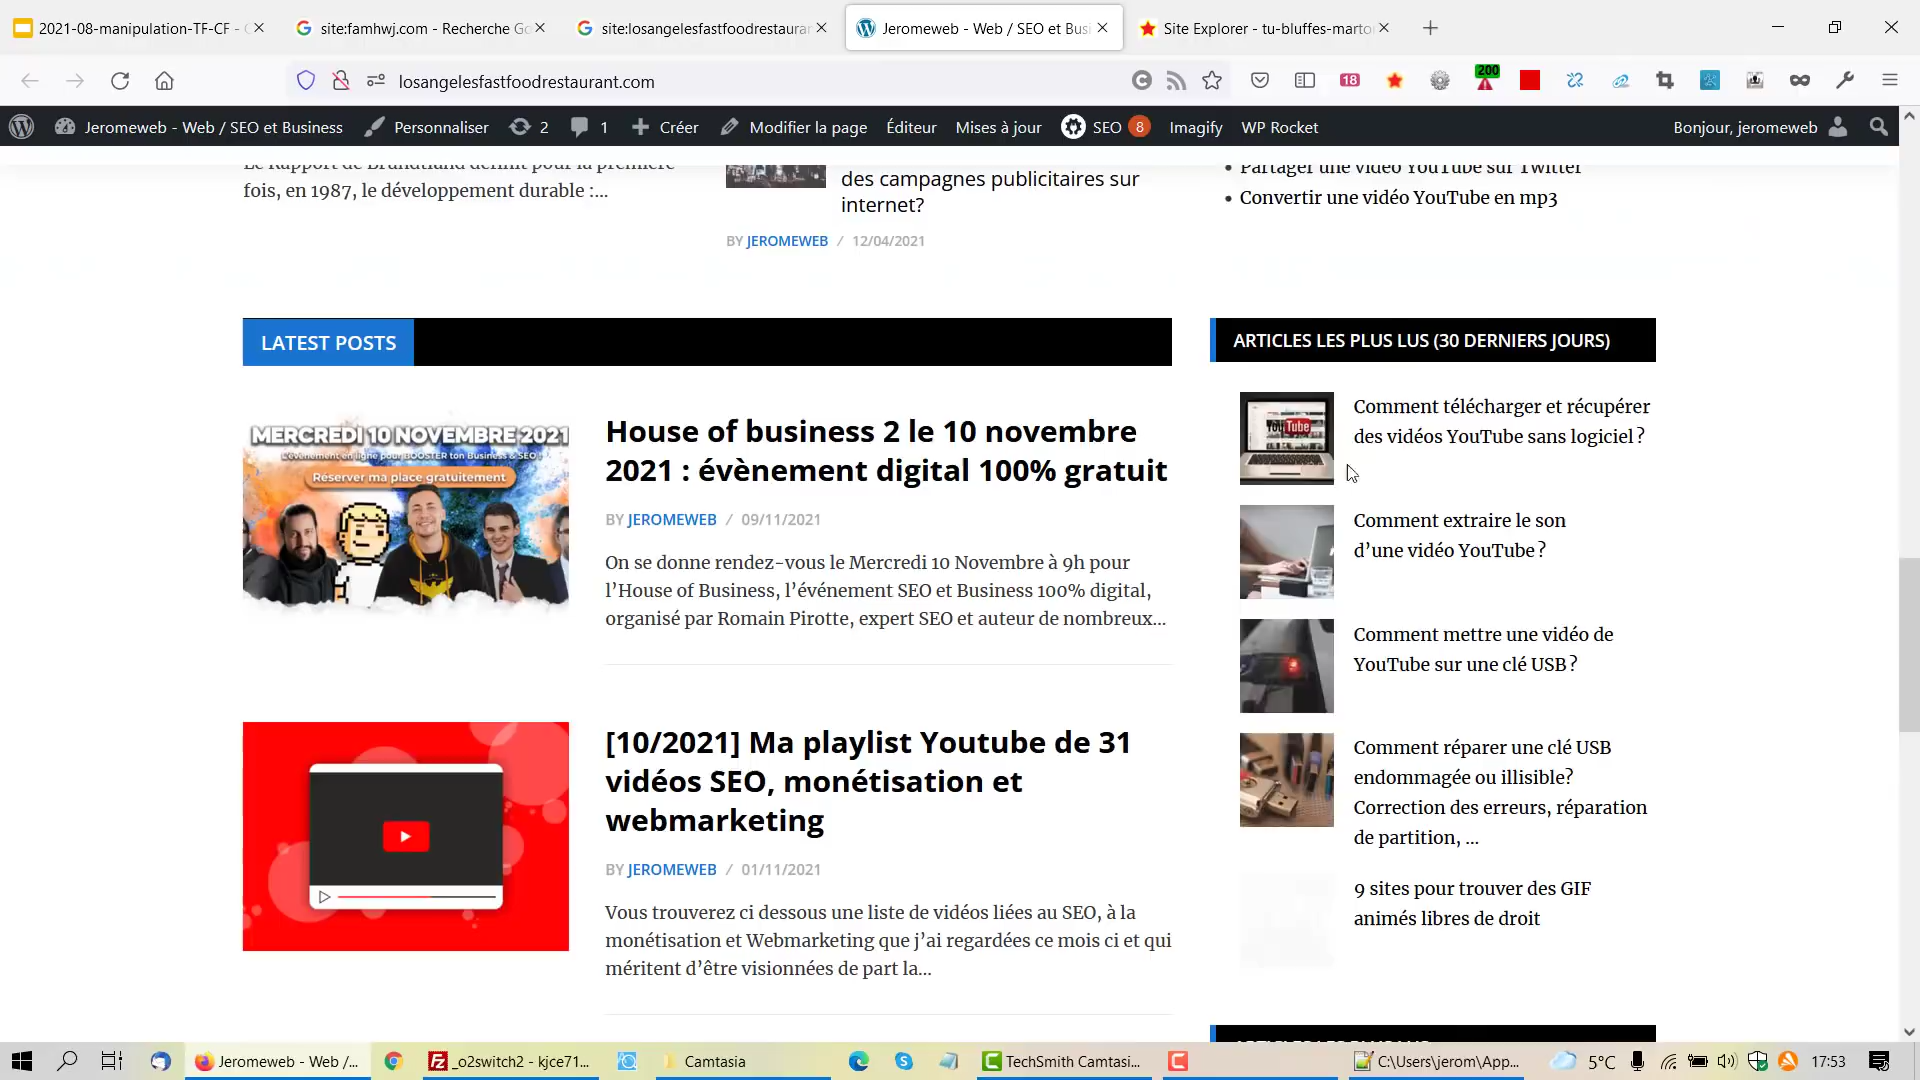 2021-08-manipulation-TF-CF -
site:famhwj.com - Recherche Go
site:losangelesfastfoodrestaurar
Jeromeweb - Web / SEO et Busi
Site Explorer - tu-bluffes-martor
losangelesfastfoodrestaurant.com
18
200
Jeromeweb - Web / SEO et Business
Personnaliser
2
1
Créer
Modifier la page
Éditeur
Mises à jour
SEO 8
Imagify
WP Rocket
Bonjour, jeromeweb
Le Rapport de Brundtland définit pour la première
fois, en 1987, le développement durable :...
des campagnes publicitaires sur
internet?
BY JEROMEWEB / 12/04/2021
Partager une vidéo YouTube sur Twitter
Convertir une vidéo YouTube en mp3
LATEST POSTS
MERCREDI 10 NOVEMBRE 2021
L'évènement en ligne pour BOOSTER ton Business & SEO !
Réserver ma place gratuitement
House of business 2 le 10 novembre
2021 : évènement digital 100% gratuit
BY JEROMEWEB / 09/11/2021
On se donne rendez-vous le Mercredi 10 Novembre à 9h pour
l’House of Business, l’événement SEO et Business 100% digital,
organisé par Romain Pirotte, expert SEO et auteur de nombreux...
[10/2021] Ma playlist Youtube de 31
vidéos SEO, monétisation et
webmarketing
BY JEROMEWEB / 01/11/2021
Vous trouverez ci dessous une liste de vidéos liées au SEO, à la
monétisation et Webmarketing que j’ai regardées ce mois ci et qui
méritent d’être visionnées de part la...
ARTICLES LES PLUS LUS (30 DERNIERS JOURS)
YouTube
Comment télécharger et récupérer
des vidéos YouTube sans logiciel ?
Comment extraire le son
d’une vidéo YouTube ?
Comment mettre une vidéo de
YouTube sur une clé USB ?
Comment réparer une clé USB
endommagée ou illisible?
Correction des erreurs, réparation
de partition, ...
9 sites pour trouver des GIF
animés libres de droit
Jeromeweb - Web /...
_o2switch2 - kjce71...
Camtasia
TechSmith Camtasi...
C:\Users\jerom\App...
5°C
17:53